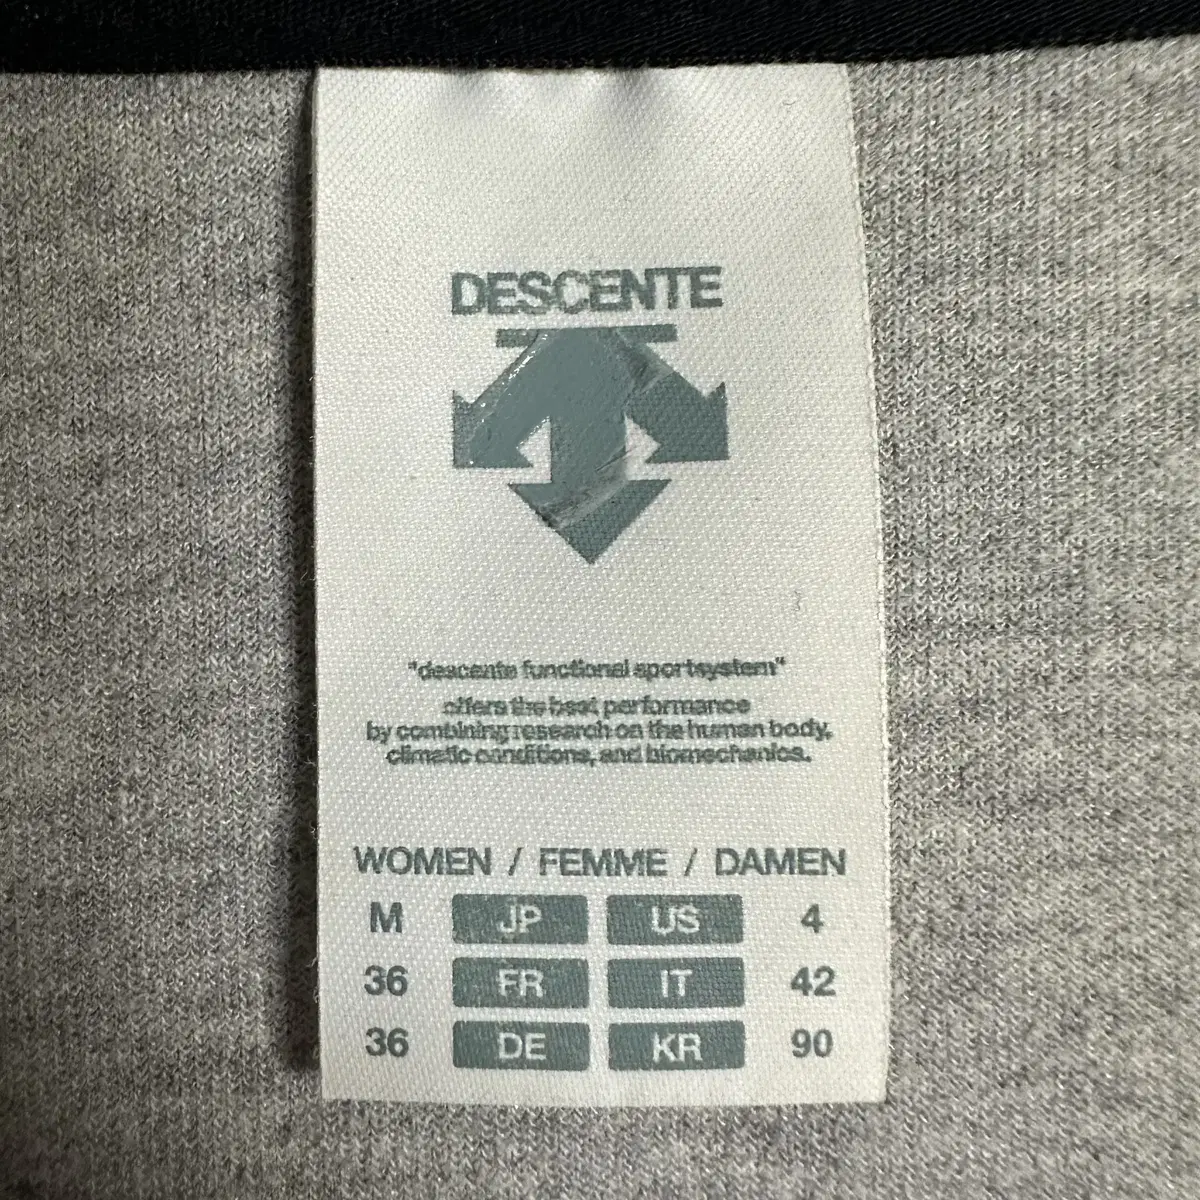 DESCENTE
"descente functional sportsystem"
offers the best performance
by combining research on the human body,
climatic conditions, and biomechanics.
WOMEN / FEMME / DAMEN
M JP US 4
36 FR IT 42
36 DE KR 90